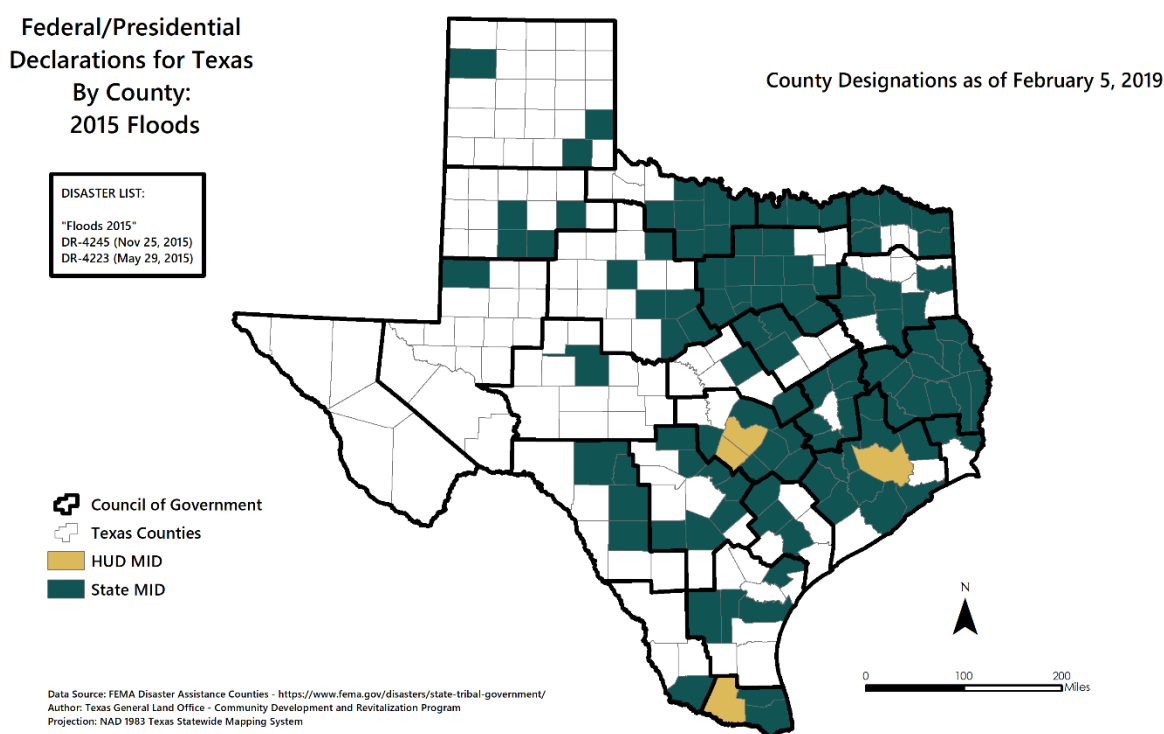 Federal/Presidential
Declarations for Texas
By County:
2015 Floods
County Designations as of February 5, 2019
DISASTER LIST:
"Floods 2015"
DR-4245 (Nov 25, 2015)
DR-4223 (May 29, 2015)
Council of Government
Texas Counties
HUD MID
State MID
N
0 100 200
Miles
Data Source: FEMA Disaster Assistance Counties - https://www.fema.gov/disasters/state-tribal-government/
Author: Texas General Land Office - Community Development and Revitalization Program
Projection: NAD 1983 Texas Statewide Mapping System